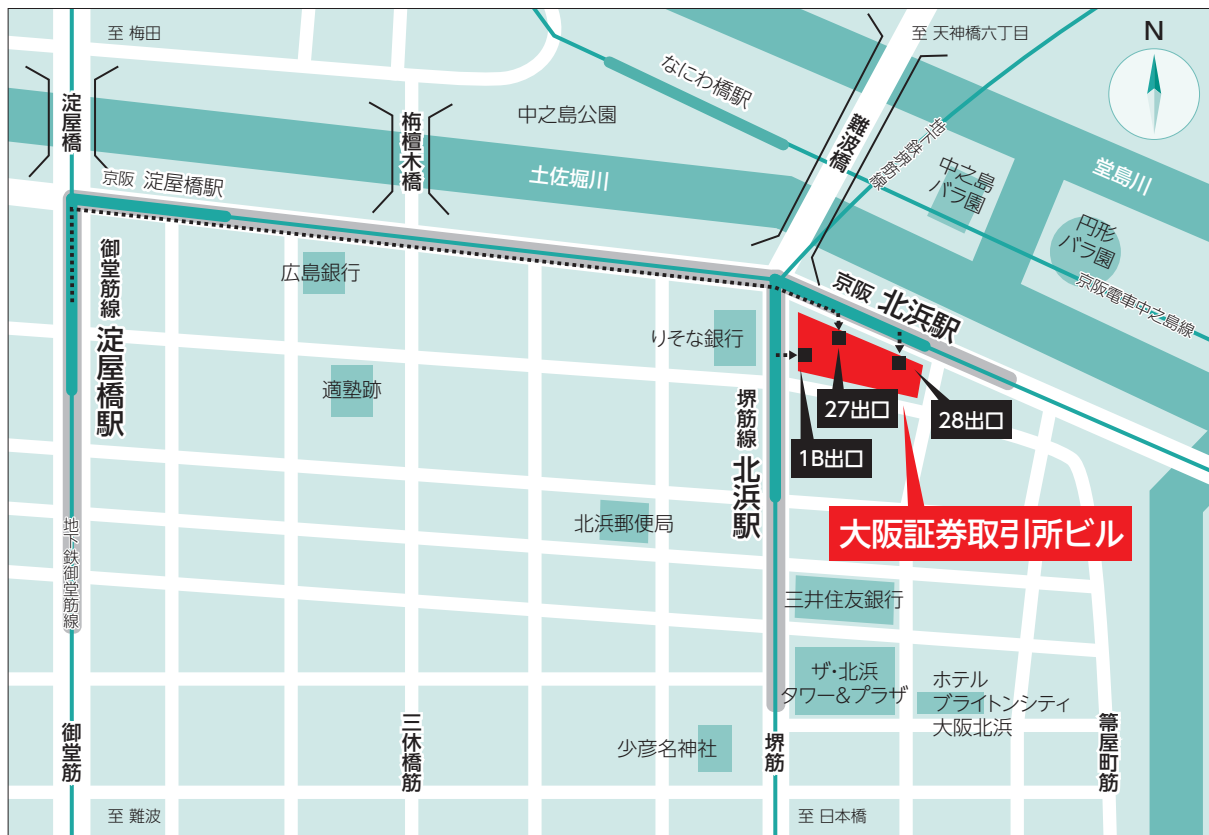 至 梅田
至 天神橋六丁目
N
淀屋橋
栴檀木橋
中之島公園
なにわ橋駅
難波橋
地下鉄堺筋線
中之島
バラ園
堂島川
円形
バラ園
京阪電車中之島線
土佐堀川
京阪 淀屋橋駅
御堂筋線 淀屋橋駅
広島銀行
りそな銀行
京阪 北浜駅
適塾跡
堺筋線 北浜駅
27出口
28出口
1B出口
大阪証券取引所ビル
北浜郵便局
地下鉄御堂筋線
三井住友銀行
ザ・北浜
タワー&プラザ
ホテル
ブライトンシティ
大阪北浜
御堂筋
三休橋筋
少彦名神社
堺筋
箒屋町筋
至 難波
至 日本橋